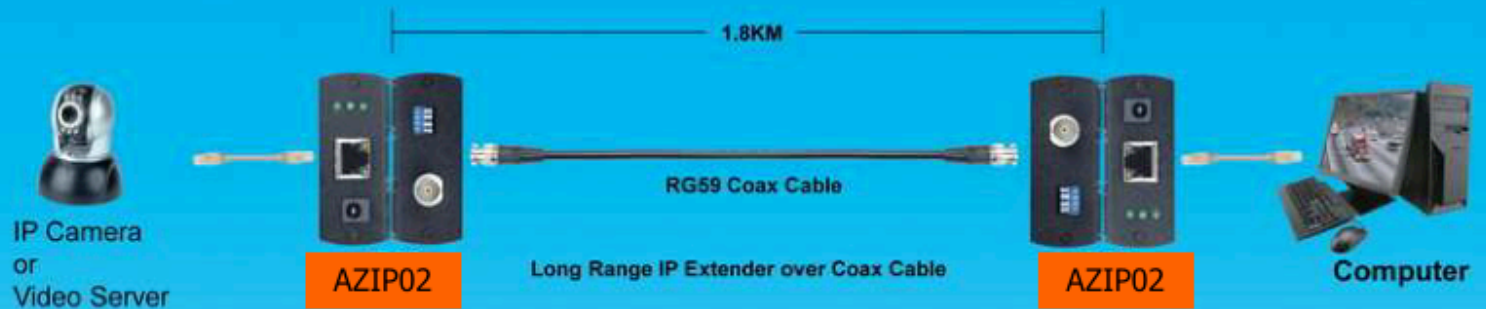 1.8KM
RG59 Coax Cable
IP Camera
or
Video Server
AZIP02
Long Range IP Extender over Coax Cable
AZIP02
Computer